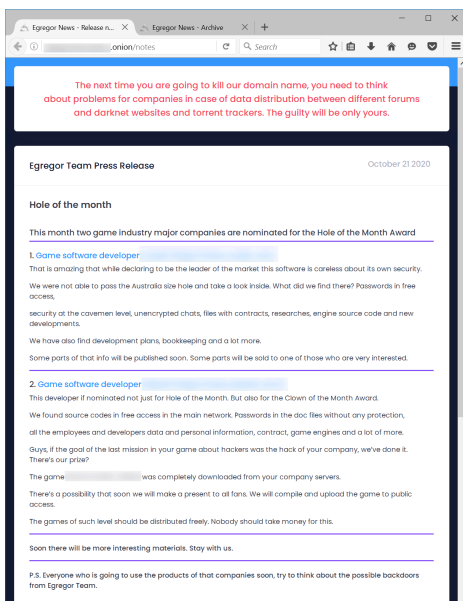 Egregor News - Release n...
Egregor News - Archive
.onion/notes
Search
The next time you are going to kill our domain name, you need to think
about problems for companies in case of data distribution between different forums
and darknet websites and torrent trackers. The guilty will be only yours.
Egregor Team Press Release
October 21 2020
Hole of the month
This month two game industry major companies are nominated for the Hole of the Month Award
1. Game software developer
That is amazing that while declaring to be the leader of the market this software is careless about its own security.
We were not able to pass the Australia size hole and take a look inside. What did we find there? Passwords in free
access,
security at the cavemen level, unencrypted chats, files with contracts, researches, engine source code and new
developments.
We have also find development plans, bookkeeping and a lot more.
Some parts of that info will be published soon. Some parts will be sold to one of those who are very interested.
2. Game software developer
This developer if nominated not just for Hole of the Month. But also for the Clown of the Month Award.
We found source codes in free access in the main network. Passwords in the doc files without any protection,
all the employees and developers data and personal information, contract, game engines and a lot of more.
Guys, if the goal of the last mission in your game about hackers was the hack of your company, we've done it.
There's our prize?
The game was completely downloaded from your company servers.
There's a possibility that soon we will make a present to all fans. We will compile and upload the game to public
access.
The games of such level should be distributed freely. Nobody should take money for this.
Soon there will be more interesting materials. Stay with us.
P.S. Everyone who is going to use the products of that companies soon, try to think about the possible backdoors
from Egregor Team.